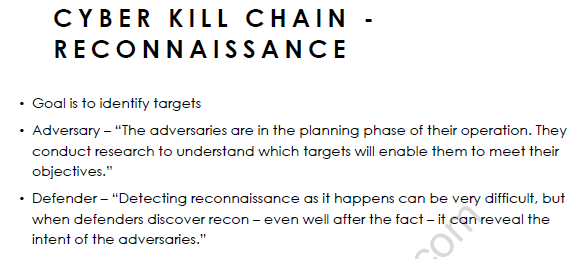 CYBER KILL CHAIN -
RECONNAISSANCE
• Goal is to identify targets
• Adversary – “The adversaries are in the planning phase of their operation. They
conduct research to understand which targets will enable them to meet their
objectives.”
• Defender – “Detecting reconnaissance as it happens can be very difficult, but
when defenders discover recon – even well after the fact – it can reveal the
intent of the adversaries.”
.com